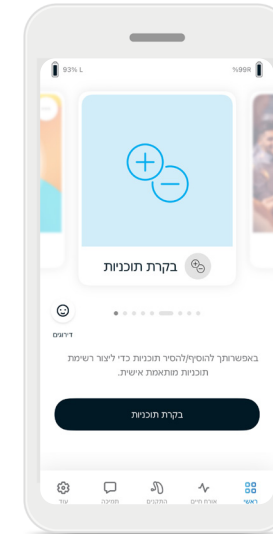 93% L
%99R
בקרת תוכניות
דירוגים
באפשרותך להוסיף/להסיר תוכניות כדי ליצור רשימת
תוכניות מותאמת אישית.
בקרת תוכניות
ראשי
אורח חיים
התקנים
תמיכה
עוד